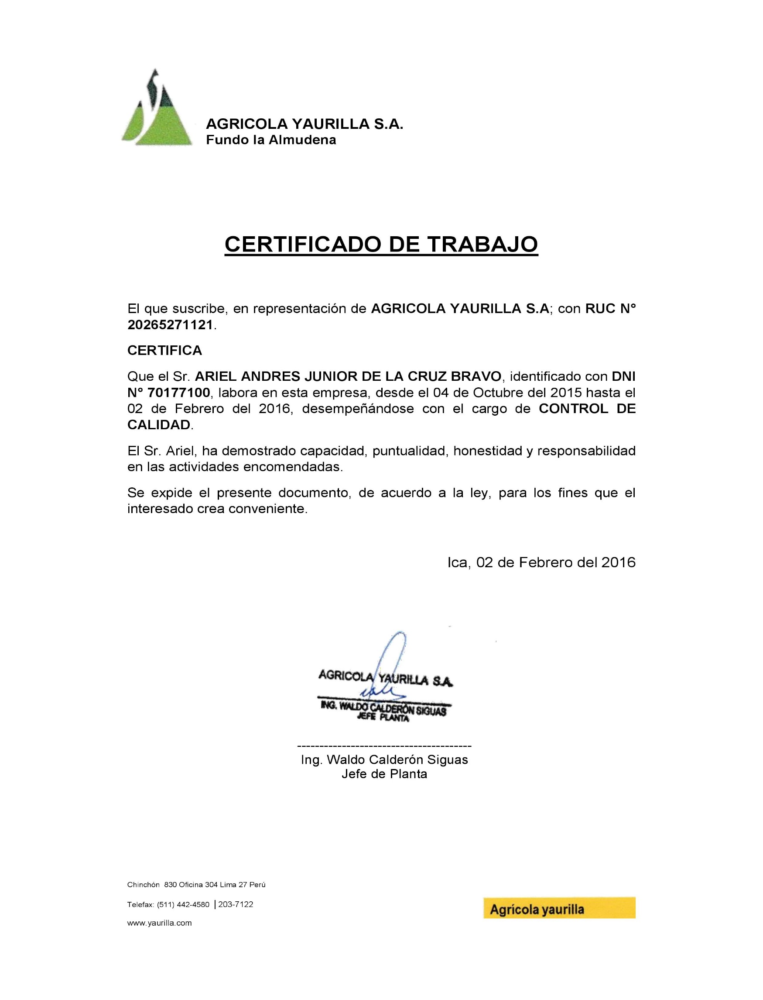 AGRICOLA YAURILLA S.A.
Fundo la Almudena
CERTIFICADO DE TRABAJO
El que suscribe, en representación de AGRICOLA YAURILLA S.A; con RUC N°
20265271121.
CERTIFICA
Que el Sr. ARIEL ANDRES JUNIOR DE LA CRUZ BRAVO, identificado con DNI
N° 70177100, labora en esta empresa, desde el 04 de Octubre del 2015 hasta el
02 de Febrero del 2016, desempeñándose con el cargo de CONTROL DE
CALIDAD.
El Sr. Ariel, ha demostrado capacidad, puntualidad, honestidad y responsabilidad
en las actividades encomendadas.
Se expide el presente documento, de acuerdo a la ley, para los fines que el
interesado crea conveniente.
Ica, 02 de Febrero del 2016
AGRICOLA YAURILLA S.A.
ING. WALDO CALDERÓN SIGUAS
JEFE PLANTA
---------------------------------------
Ing. Waldo Calderón Siguas
Jefe de Planta
Chinchón 830 Oficina 304 Lima 27 Perú
Telefax: (511) 442-4580 | 203-7122
www.yaurilla.com
Agrícola yaurilla